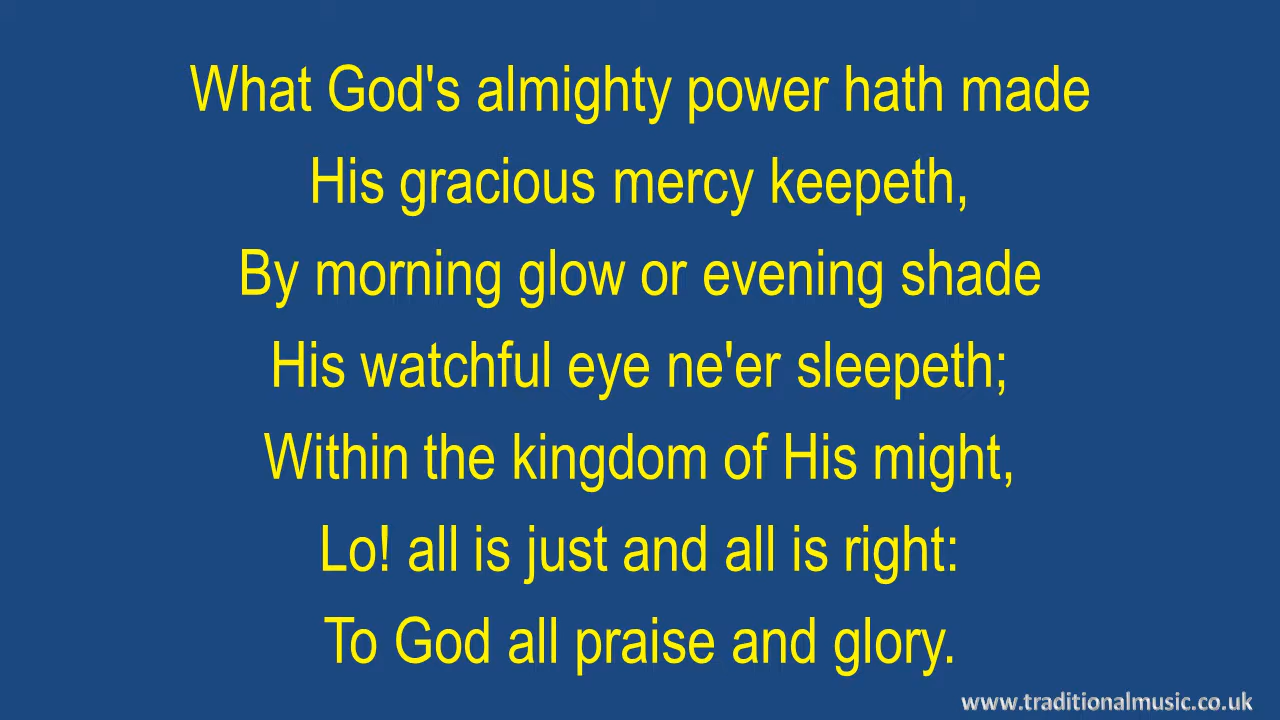 What God's almighty power hath made
His gracious mercy keepeth,
By morning glow or evening shade
His watchful eye ne'er sleepeth;
Within the kingdom of His might,
Lo! all is just and all is right:
To God all praise and glory.
www.traditionalmusic.co.uk